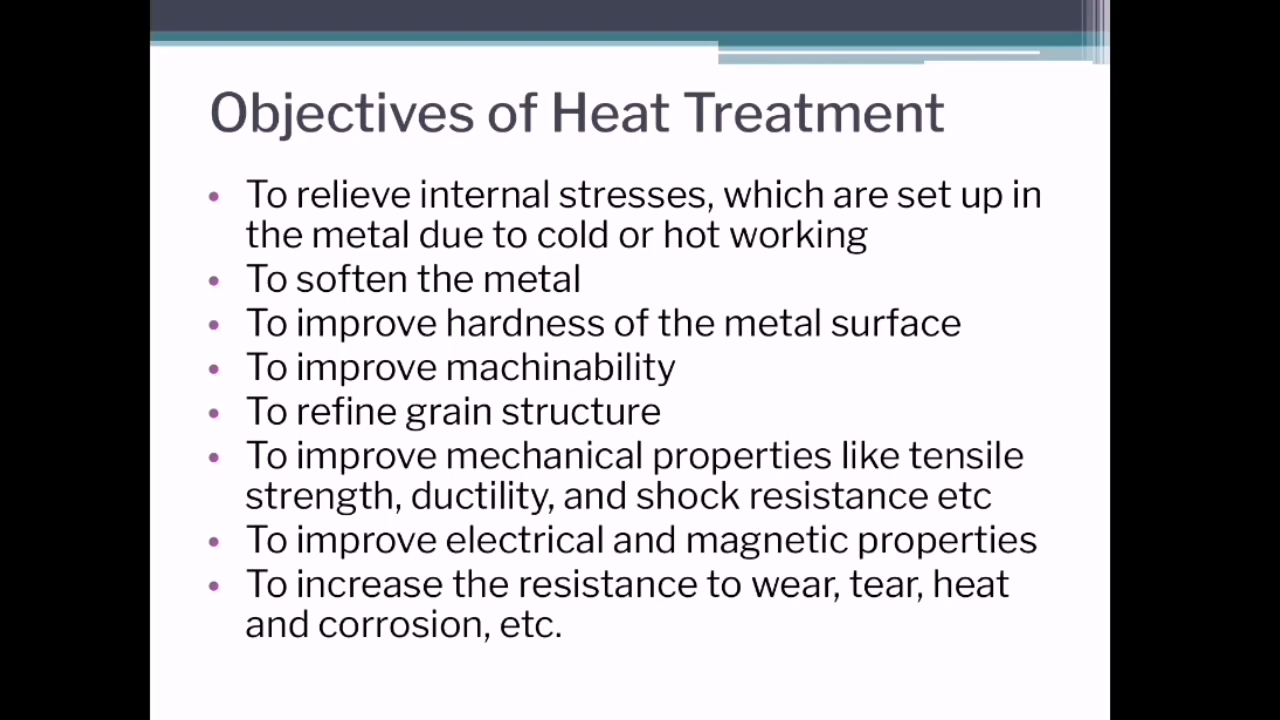 Objectives of Heat Treatment
• To relieve internal stresses, which are set up in
the metal due to cold or hot working
• To soften the metal
• To improve hardness of the metal surface
• To improve machinability
• To refine grain structure
• To improve mechanical properties like tensile
strength, ductility, and shock resistance etc
• To improve electrical and magnetic properties
• To increase the resistance to wear, tear, heat
and corrosion, etc.